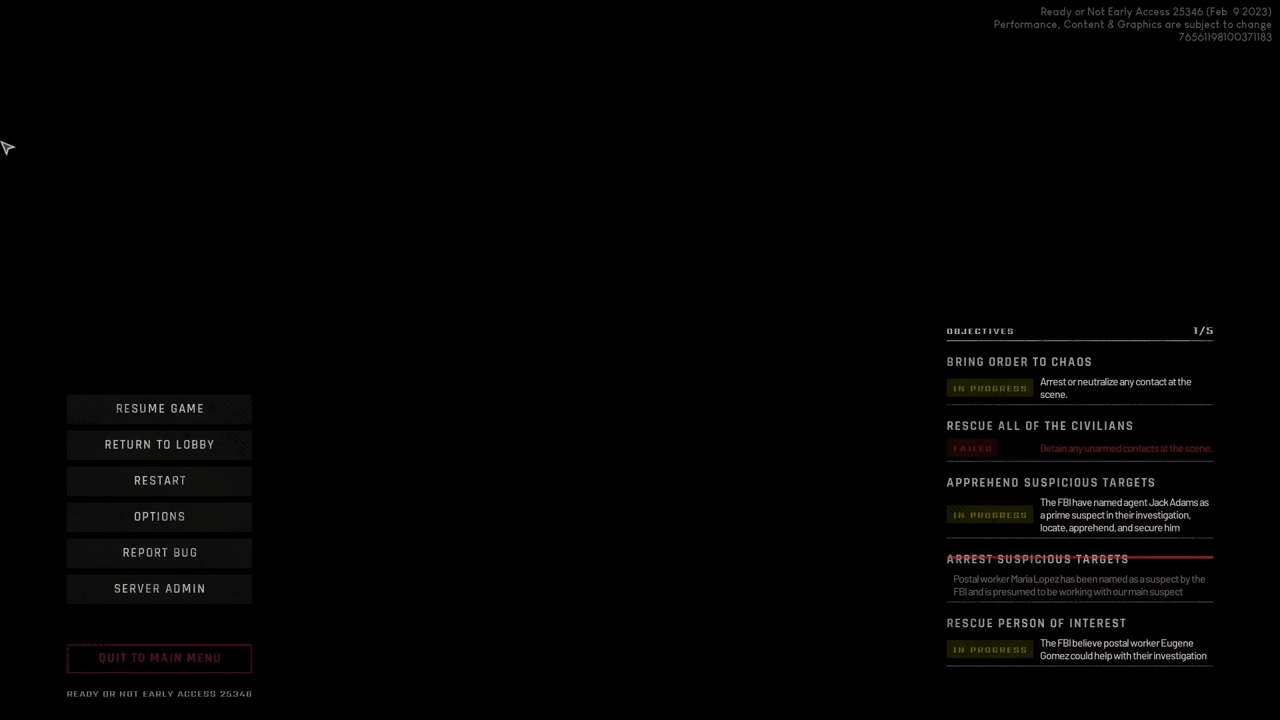 Ready or Not Early Access 25346 (Feb 9 2023)
Performance, Content & Graphics are subject to change
76561198100371183
OBJECTIVES 1/5
BRING ORDER TO CHAOS
IN PROGRESS
Arrest or neutralize any contact at the
scene.
RESCUE ALL OF THE CIVILIANS
FAILED
Detain any unarmed contacts at the scene.
APPREHEND SUSPICIOUS TARGETS
IN PROGRESS
The FBI have named agent Jack Adams as
a prime suspect in their investigation,
locate, apprehend, and secure him
ARREST SUSPICIOUS TARGETS
Postal worker Maria Lopez has been named as a suspect by the
FBI and is presumed to be working with our main suspect
RESCUE PERSON OF INTEREST
IN PROGRESS
The FBI believe postal worker Eugene
Gomez could help with their investigation
RESUME GAME
RETURN TO LOBBY
RESTART
OPTIONS
REPORT BUG
SERVER ADMIN
QUIT TO MAIN MENU
READY OR NOT EARLY ACCESS 25346